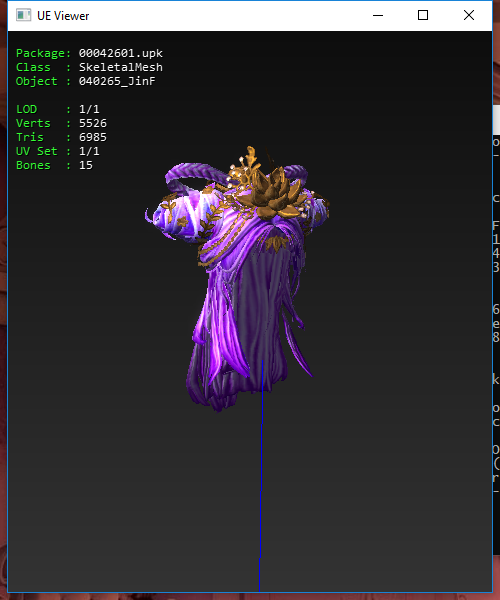 UE Viewer
Package: 00042601.upk
Class : SkeletalMesh
Object : 040265_JinF
LOD : 1/1
Verts : 5526
Tris : 6985
UV Set : 1/1
Bones : 15